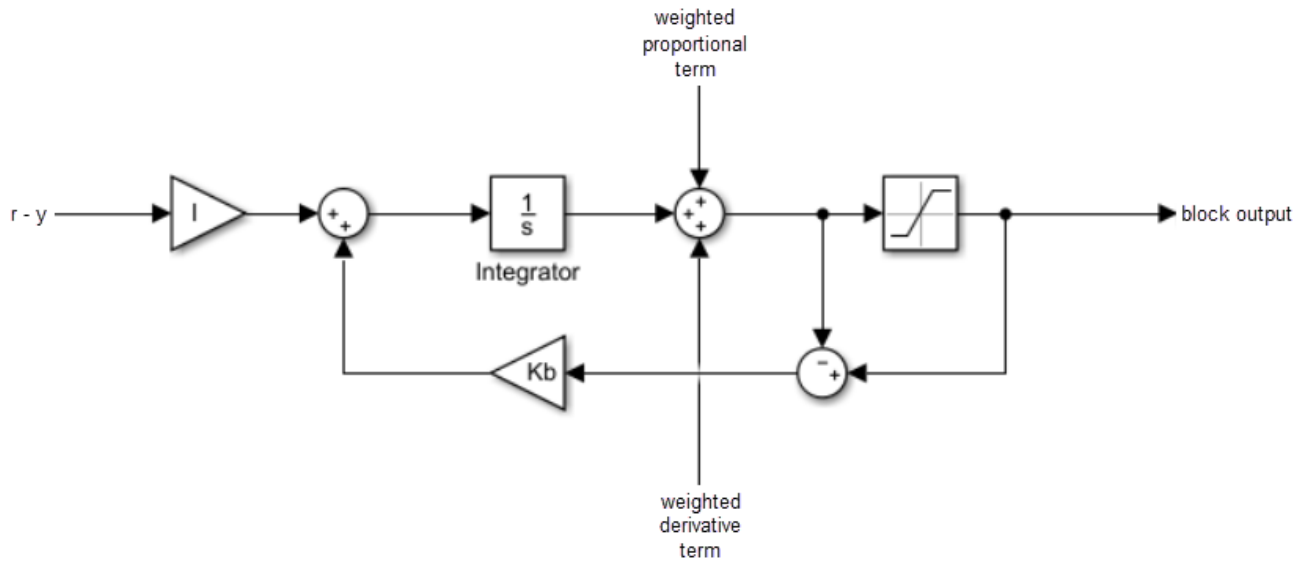 weighted
proportional
term
r - y
I
+
+
1
s
Integrator
+
+
+
block output
Kb
-
+
weighted
derivative
term